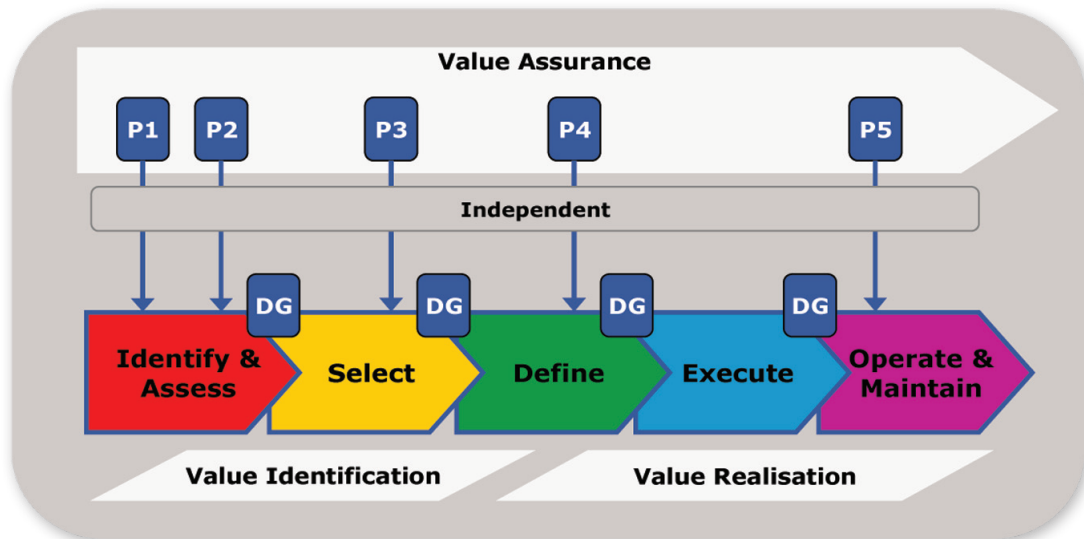 Value Assurance
P1
P2
P3
P4
P5
Independent
DG
DG
DG
DG
Identify &
Assess
Select
Define
Execute
Operate &
Maintain
Value Identification
Value Realisation